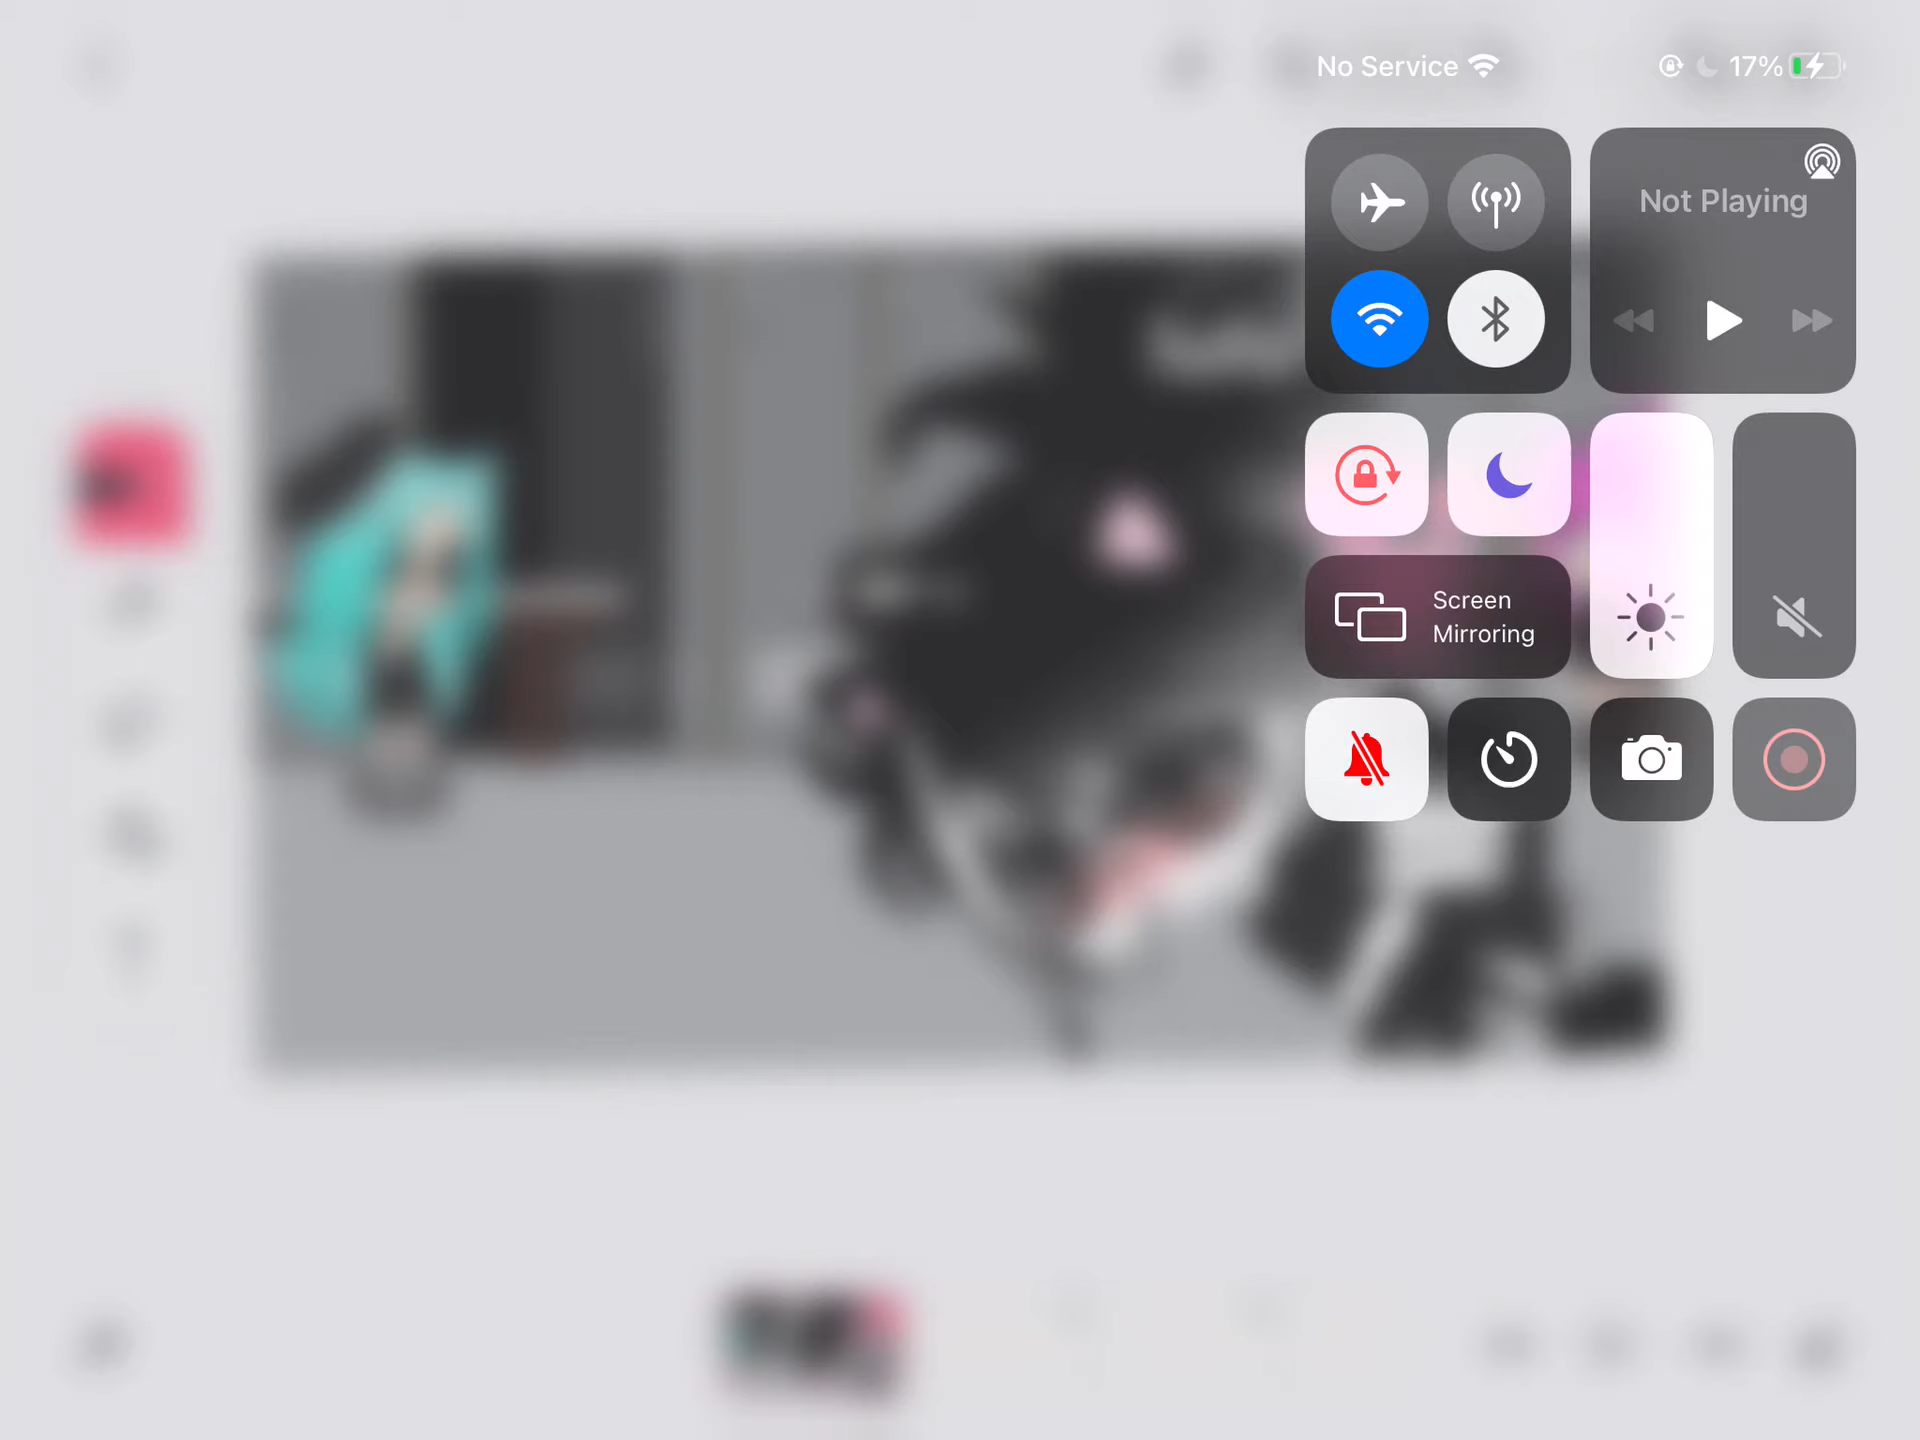 No Service
17%
Not Playing
Screen
Mirroring